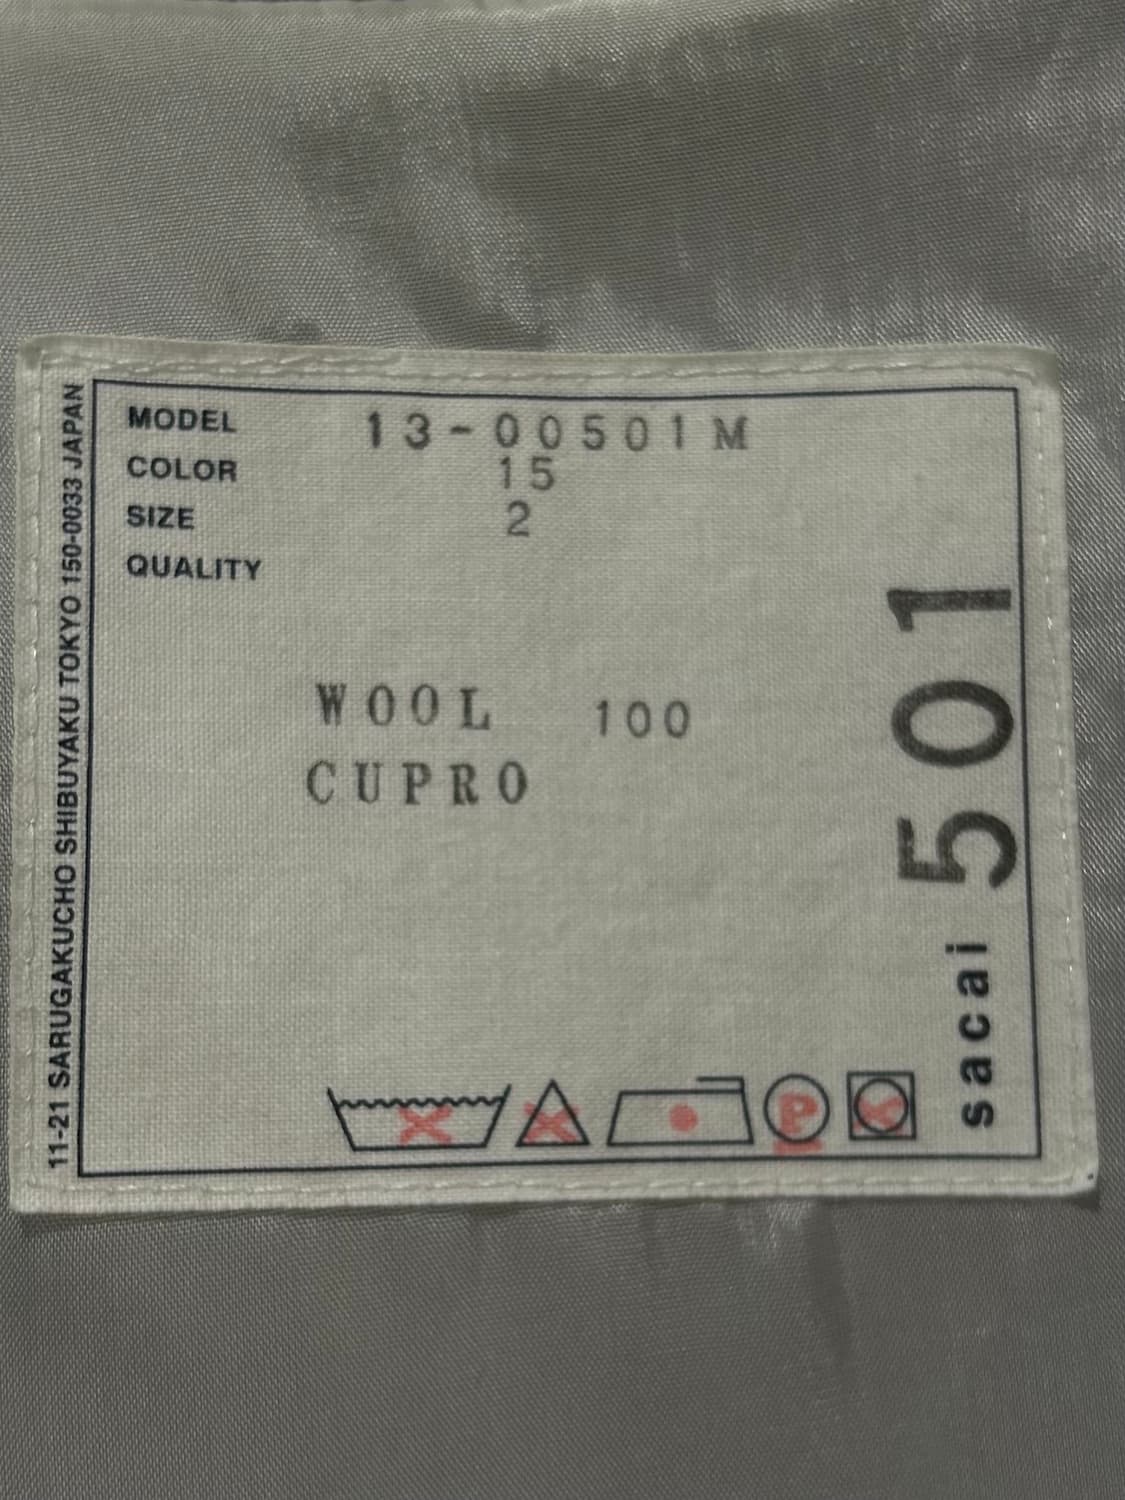 MODEL 13-00501M
COLOR 15
SIZE 2
QUALITY
WOOL 100
CUPRO
P
sacai 501
11-21 SARUGAKUCHO SHIBUYAKU TOKYO 150-0033 JAPAN